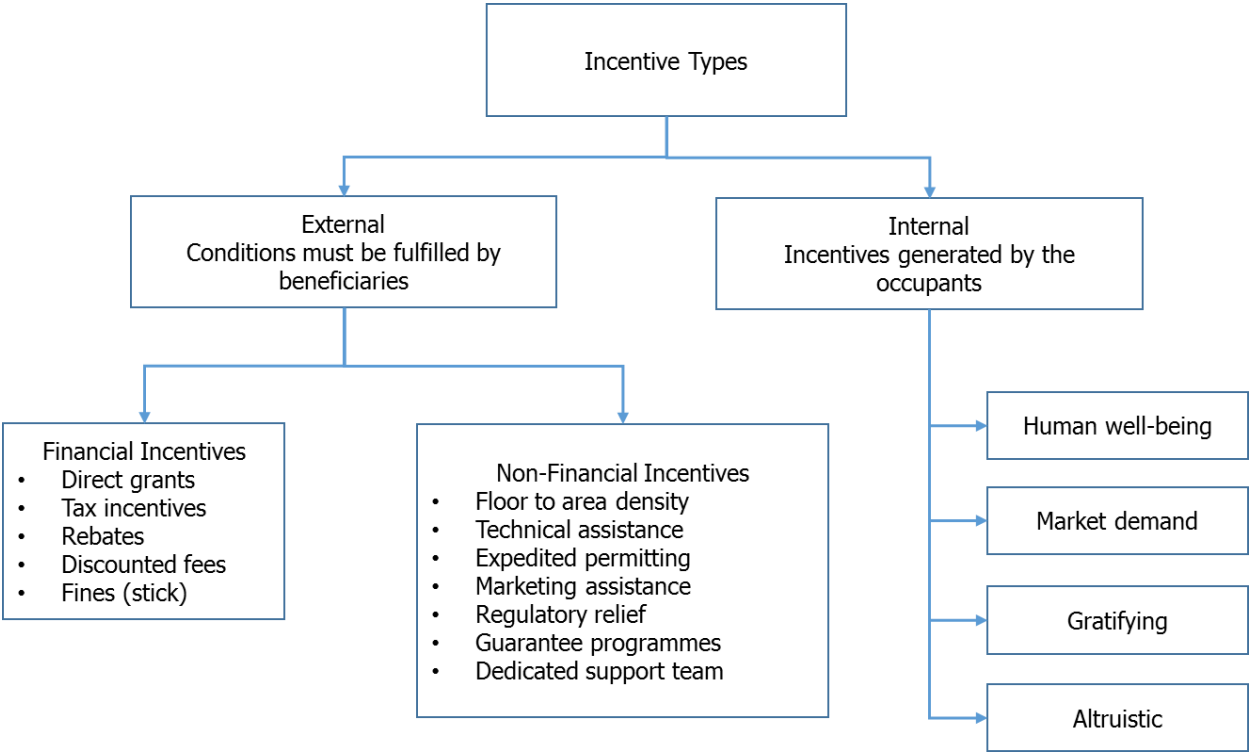 Incentive Types
External
Conditions must be fulfilled by
beneficiaries
Internal
Incentives generated by the
occupants
Financial Incentives
• Direct grants
• Tax incentives
• Rebates
• Discounted fees
• Fines (stick)
Non-Financial Incentives
• Floor to area density
• Technical assistance
• Expedited permitting
• Marketing assistance
• Regulatory relief
• Guarantee programmes
• Dedicated support team
Human well-being
Market demand
Gratifying
Altruistic